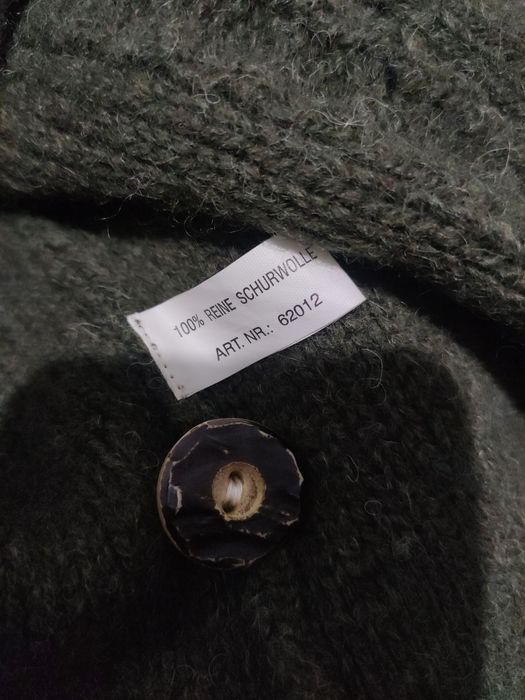 100% REINE SCHURWOLLE
ART. NR.: 62012